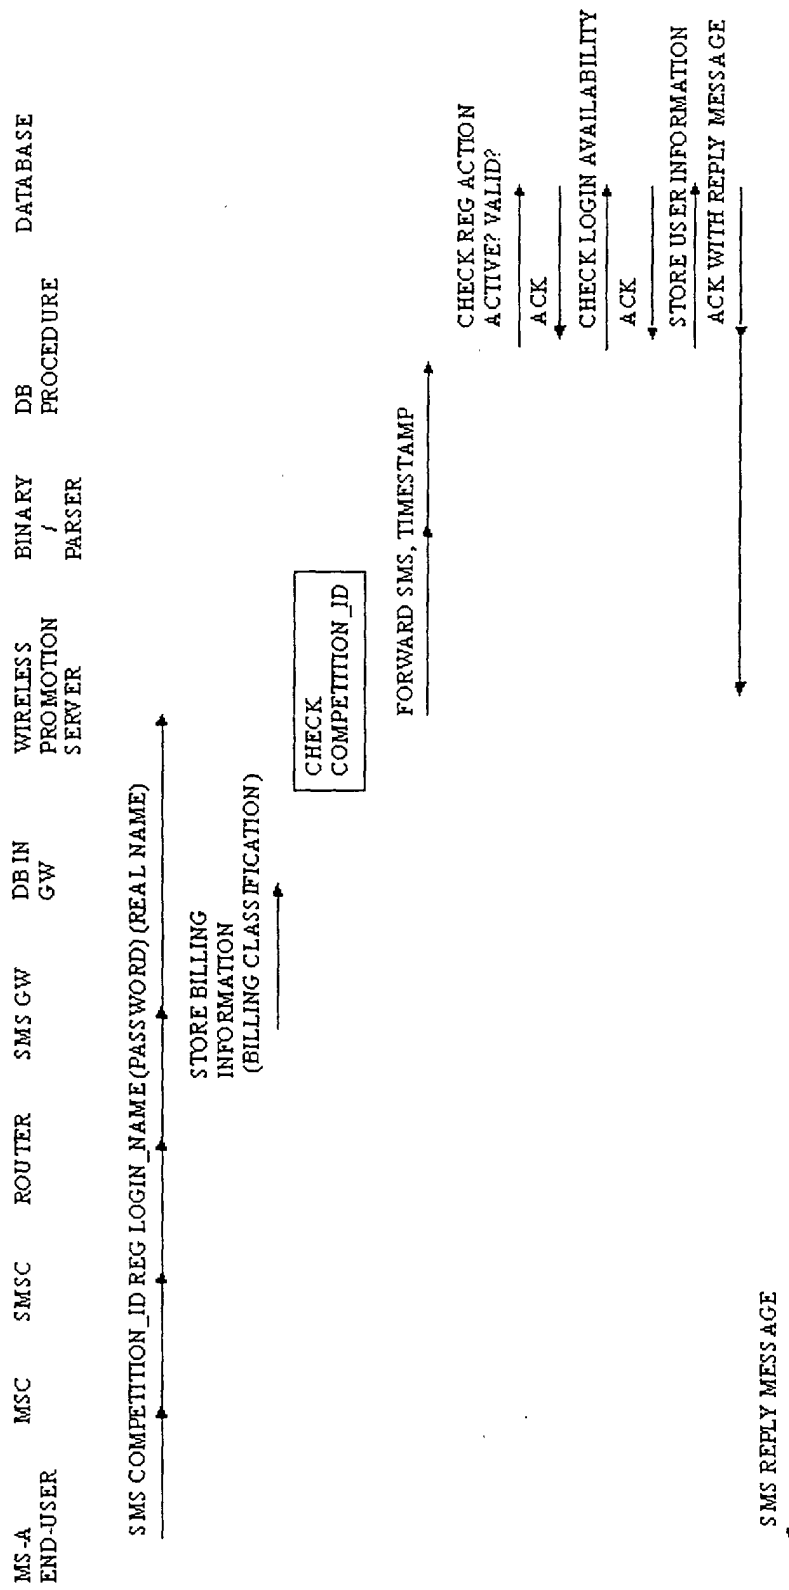 MS-A
END-USER
MSC
SMSC
ROUTER
SMS GW
DB IN
GW
WIRELESS
PROMOTION
SERVER
BINARY
/
PARSER
DB
PROCEDURE
DATABASE
SMS COMPETITION_ID REG LOGIN_NAME(PASSWORD) (REAL NAME)
STORE BILLING
INFORMATION
(BILLING CLASSIFICATION)
CHECK
COMPETITION_ID
FORWARD SMS, TIMESTAMP
CHECK REG ACTION
ACTIVE? VALID?
ACK
CHECK LOGIN AVAILABILITY
ACK
STORE USER INFORMATION
ACK WITH REPLY MESSAGE
SMS REPLY MESSAGE